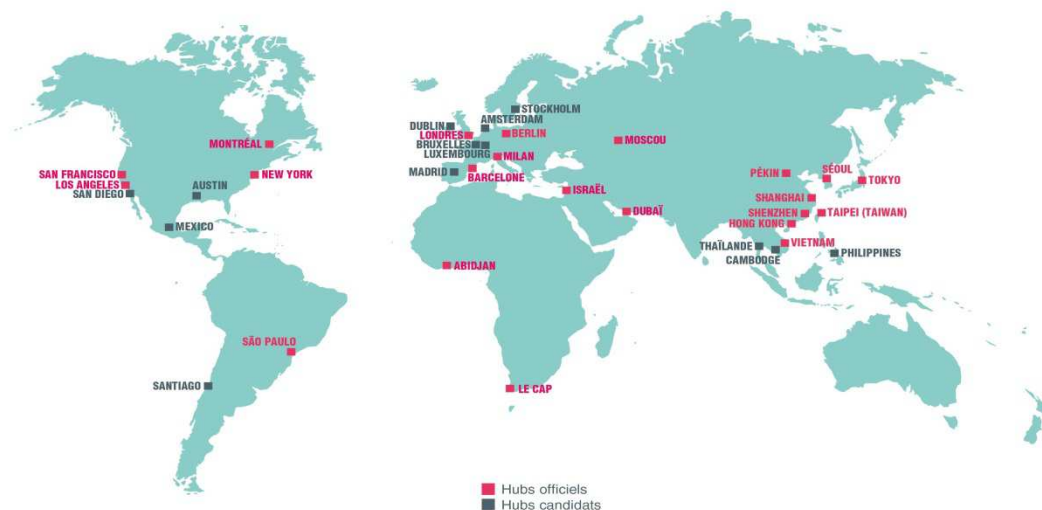 STOCKHOLM
AMSTERDAM
DUBLIN
LONDRES
BERLIN
MOSCOU
MONTRÉAL
BRUXELLES
LUXEMBOURG
MILAN
MADRID
BARCELONE
SAN FRANCISCO
NEW YORK
LOS ANGELES
AUSTIN
SAN DIEGO
ISRAËL
PÉKIN
SÉOUL
TOKYO
SHANGHAI
DUBAÏ
SHENZHEN
TAIPEI (TAIWAN)
HONG KONG
MEXICO
THAÏLANDE
VIETNAM
CAMBODGE
PHILIPPINES
ABIDJAN
SÃO PAULO
SANTIAGO
LE CAP
Hubs officiels
Hubs candidats